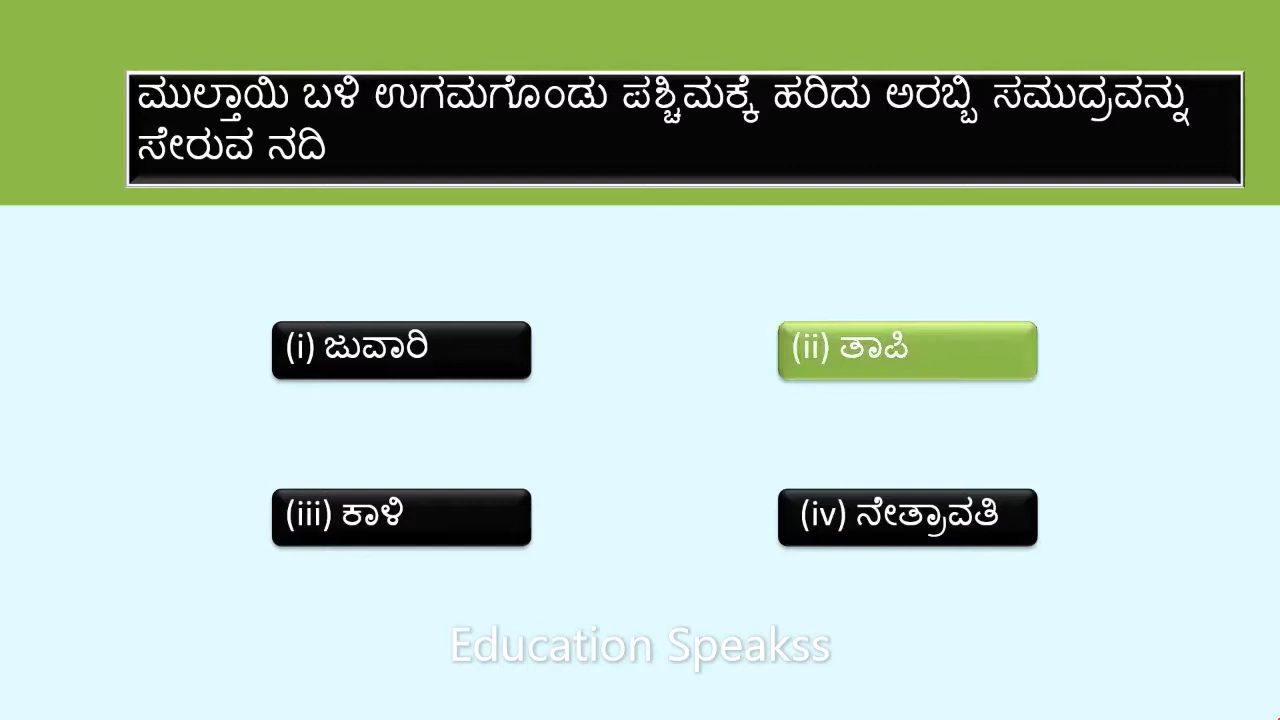 ಮುಲ್ತಾಯಿ ಬಳಿ ಉಗಮಗೊಂಡು ಪಶ್ಚಿಮಕ್ಕೆ ಹರಿದು ಅರಬ್ಬಿ ಸಮುದ್ರವನ್ನು
ಸೇರುವ ನದಿ
(i) ಜುವಾರಿ
(ii) ತಾಪಿ
(iii) ಕಾಳಿ
(iv) ನೇತ್ರಾವತಿ
Education Speakss